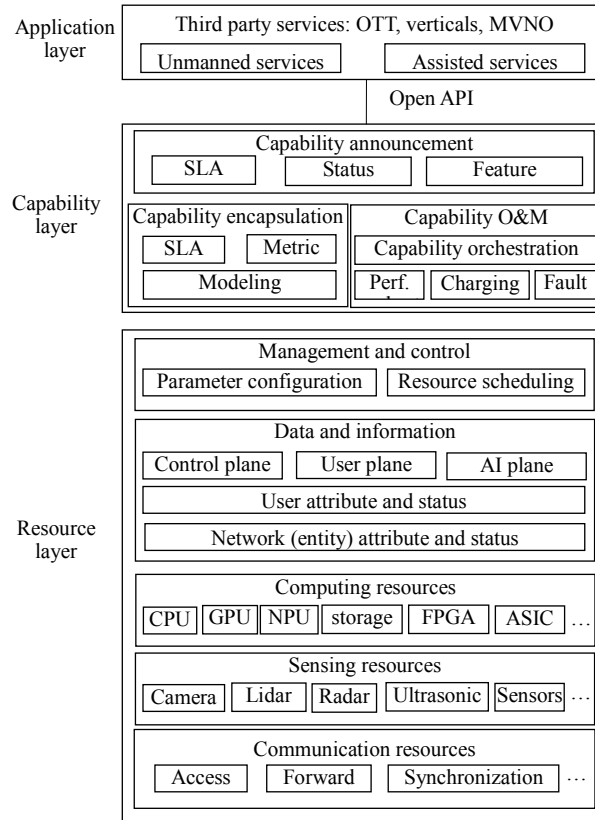 Application
layer
Third party services: OTT, verticals, MVNO
Unmanned services
Assisted services
Open API
Capability
layer
Capability announcement
SLA
Status
Feature
Capability encapsulation
SLA
Metric
Modeling
Capability O&M
Capability orchestration
Perf.
Charging
Fault
Resource
layer
Management and control
Parameter configuration
Resource scheduling
Data and information
Control plane
User plane
AI plane
User attribute and status
Network (entity) attribute and status
Computing resources
CPU
GPU
NPU
storage
FPGA
ASIC
...
Sensing resources
Camera
Lidar
Radar
Ultrasonic
Sensors
...
Communication resources
Access
Forward
Synchronization
...